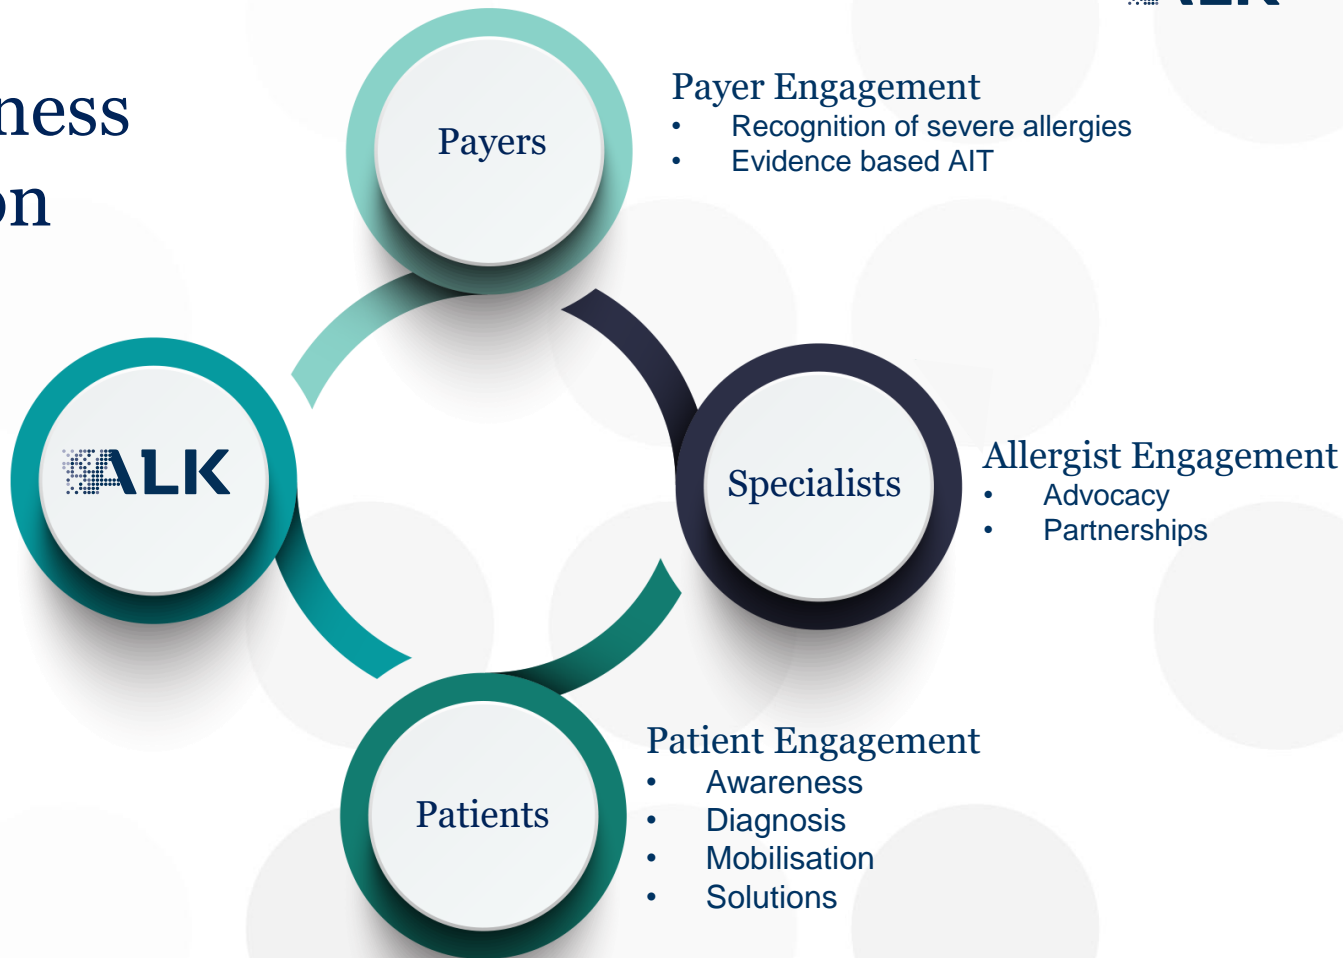 ALK
ness
on
Payers
Payer Engagement
• Recognition of severe allergies
• Evidence based AIT
ALK
Specialists
Allergist Engagement
• Advocacy
• Partnerships
Patients
Patient Engagement
• Awareness
• Diagnosis
• Mobilisation
• Solutions